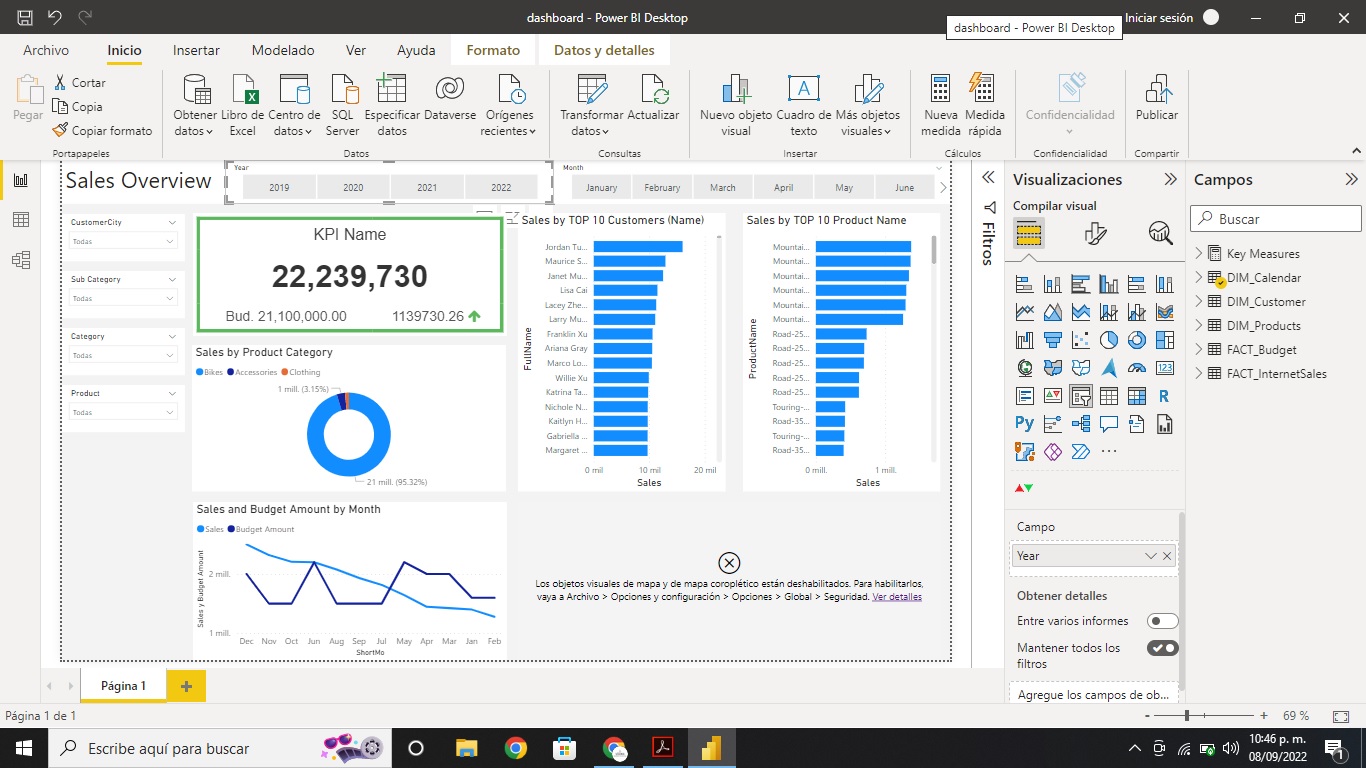 dashboard - Power BI Desktop
Iniciar sesión
dashboard - Power BI Desktop
Archivo
Inicio
Insertar
Modelado
Ver
Ayuda
Formato
Datos y detalles
Pegar
Cortar
Copia
Copiar formato
Portapapeles
Obtener datos
Libro de Excel
Centro de datos
SQL Server
Especificar datos
Dataverse
Orígenes recientes
Datos
Transformar datos
Actualizar
Consultas
Nuevo objeto visual
Cuadro de texto
Más objetos visuales
Insertar
Nueva medida
Medida rápida
Cálculos
Confidencialidad
Confidencialidad
Publicar
Compartir
Sales Overview
Year
2019
2020
2021
2022
Month
January
February
March
April
May
June
CustomerCity
Todas
Sub Category
Todas
Category
Todas
Product
Todas
KPI Name
22,239,730
Bud. 21,100,000.00
1139730.26
Sales by Product Category
Bikes
Accessories
Clothing
1 mill. (3.15%)
21 mill. (95.32%)
Sales by TOP 10 Customers (Name)
FullName
Jordan Tu...
Maurice S...
Janet Mu...
Lisa Cai
Lacey Zhe...
Larry Mu...
Franklin Xu
Ariana Gray
Marco Lo...
Willie Xu
Katrina Ta...
Nichole N...
Kaitlyn H...
Gabriella ...
Margaret ...
0 mil
10 mil
20 mil
Sales
Sales by TOP 10 Product Name
ProductName
Mountai...
Mountai...
Mountai...
Mountai...
Mountai...
Mountai...
Road-25...
Road-25...
Road-25...
Road-25...
Road-25...
Touring-...
Road-35...
Touring-...
Road-35...
0 mill.
1 mill.
Sales
Sales and Budget Amount by Month
Sales
Budget Amount
Sales y Budget Amount
2 mill.
1 mill.
Dec
Nov
Oct
Jun
Aug
Sep
Jul
May
Apr
Mar
Jan
Feb
ShortMo
Los objetos visuales de mapa y de mapa coroplético están deshabilitados. Para habilitarlos,
vaya a Archivo > Opciones y configuración > Opciones > Global > Seguridad. Ver detalles
Filtros
Visualizaciones
Compilar visual
123
R
Py
Campo
Year
Obtener detalles
Entre varios informes
Mantener todos los
filtros
Agregue los campos de ob...
Campos
Buscar
Key Measures
DIM_Calendar
DIM_Customer
DIM_Products
FACT_Budget
FACT_InternetSales
Página 1
Página 1 de 1
69 %
Escribe aquí para buscar
10:46 p. m.
08/09/2022
1